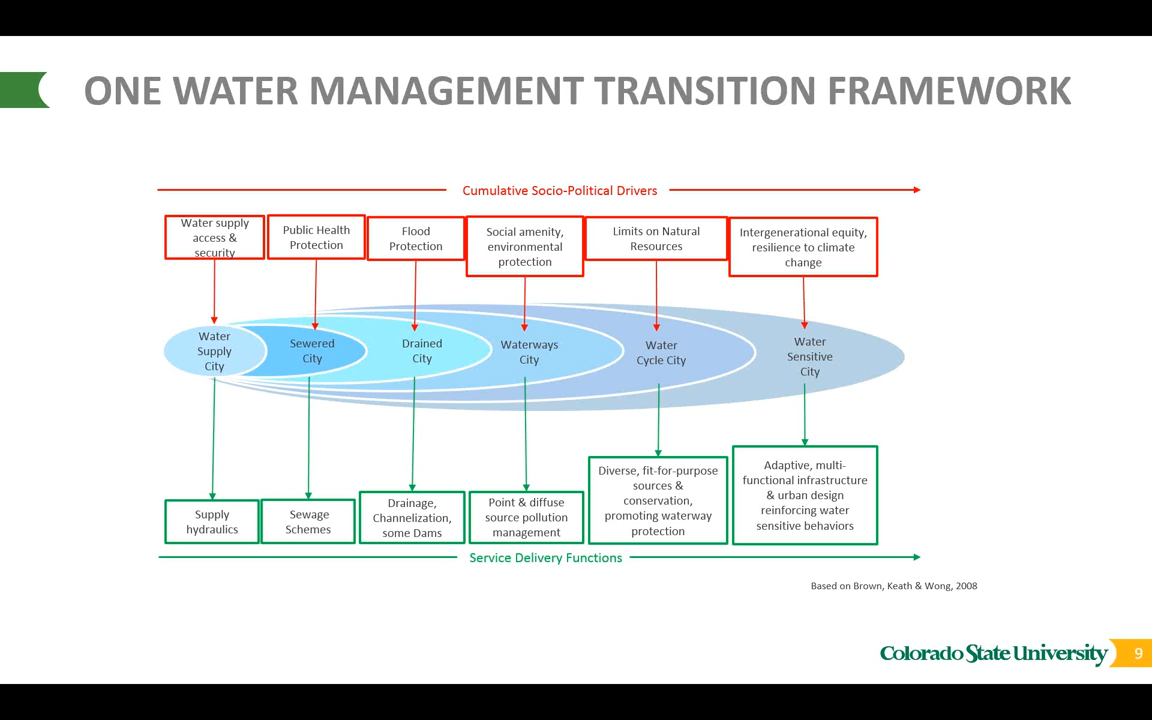 ONE WATER MANAGEMENT TRANSITION FRAMEWORK
Cumulative Socio-Political Drivers
Water supply
access &
security
Public Health
Protection
Flood
Protection
Social amenity,
environmental
protection
Limits on Natural
Resources
Intergenerational equity,
resilience to climate
change
Water
Supply
City
Sewered
City
Drained
City
Waterways
City
Water
Cycle City
Water
Sensitive
City
Supply
hydraulics
Sewage
Schemes
Drainage,
Channelization,
some Dams
Point & diffuse
source pollution
management
Diverse, fit-for-purpose
sources &
conservation,
promoting waterway
protection
Adaptive, multi-
functional infrastructure
& urban design
reinforcing water
sensitive behaviors
Service Delivery Functions
Based on Brown, Keath & Wong, 2008
Colorado State University
9